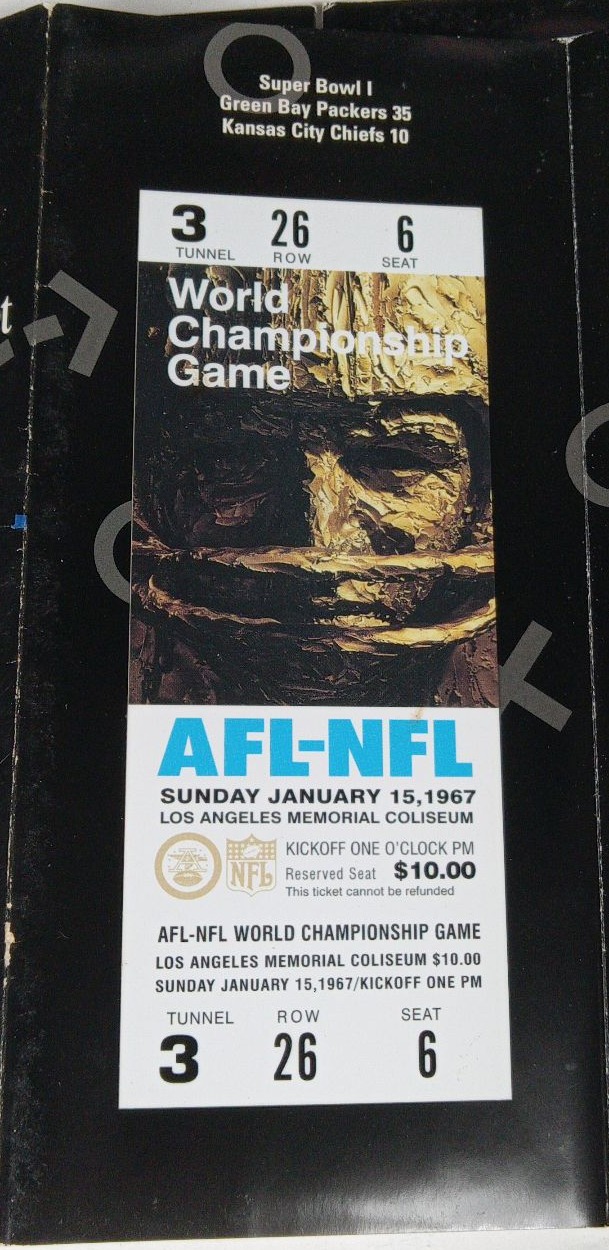 Super Bowl I
Green Bay Packers 35
Kansas City Chiefs 10
3 26 6
TUNNEL ROW SEAT
World
Championship
Game
t
AFL-NFL
SUNDAY JANUARY 15,1967
LOS ANGELES MEMORIAL COLISEUM
KICKOFF ONE O'CLOCK PM
NFL
Reserved Seat $10.00
This ticket cannot be refunded
AFL-NFL WORLD CHAMPIONSHIP GAME
LOS ANGELES MEMORIAL COLISEUM $10.00
SUNDAY JANUARY 15,1967/KICKOFF ONE PM
TUNNEL ROW SEAT
3 26 6